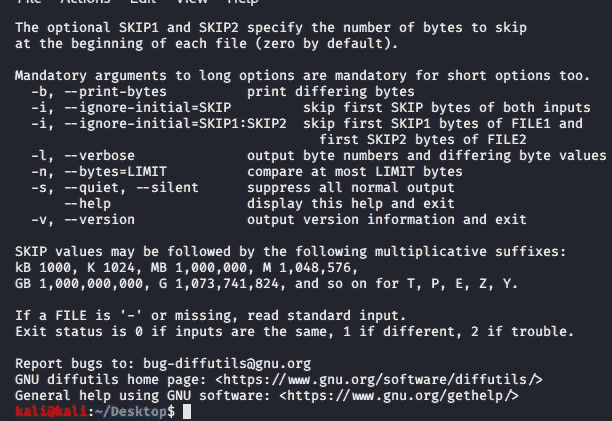 File Actions Edit View Help
The optional SKIP1 and SKIP2 specify the number of bytes to skip
at the beginning of each file (zero by default).
Mandatory arguments to long options are mandatory for short options too.
-b, --print-bytes print differing bytes
-i, --ignore-initial=SKIP skip first SKIP bytes of both inputs
-i, --ignore-initial=SKIP1:SKIP2 skip first SKIP1 bytes of FILE1 and
first SKIP2 bytes of FILE2
-l, --verbose output byte numbers and differing byte values
-n, --bytes=LIMIT compare at most LIMIT bytes
-s, --quiet, --silent suppress all normal output
--help display this help and exit
-v, --version output version information and exit
SKIP values may be followed by the following multiplicative suffixes:
kB 1000, K 1024, MB 1,000,000, M 1,048,576,
GB 1,000,000,000, G 1,073,741,824, and so on for T, P, E, Z, Y.
If a FILE is '-' or missing, read standard input.
Exit status is 0 if inputs are the same, 1 if different, 2 if trouble.
Report bugs to: bug-diffutils@gnu.org
GNU diffutils home page: <https://www.gnu.org/software/diffutils/>
General help using GNU software: <https://www.gnu.org/gethelp/>
kali@kali:~/Desktop$